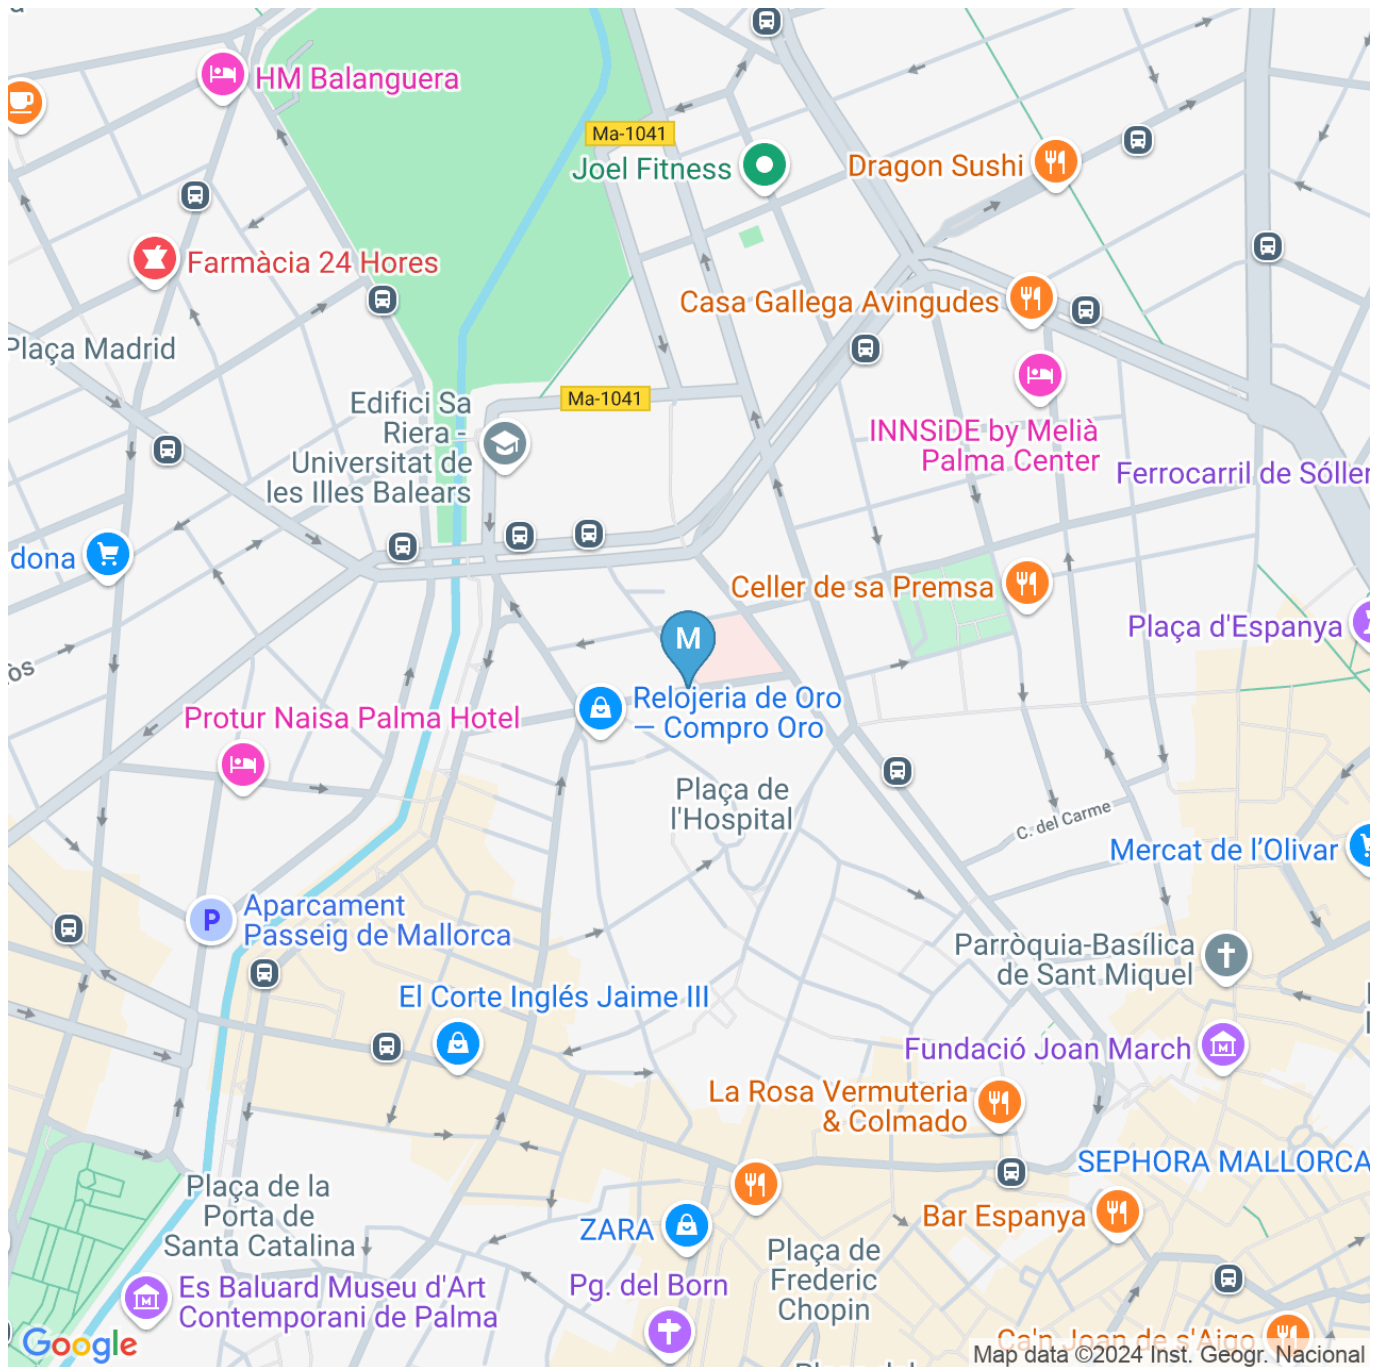 HM Balanguera
Ma-1041
Joel Fitness
Dragon Sushi
Farmàcia 24 Hores
Casa Gallega Avingudes
Plaça Madrid
Ma-1041
Edifici Sa
Riera -
Universitat de
les Illes Balears
INNSiDE by Melià
Palma Center
Ferrocarril de Sóller
dona
Celler de sa Premsa
M
Plaça d'Espanya
Relojeria de Oro
— Compro Oro
Protur Naisa Palma Hotel
Plaça de
l'Hospital
C. del Carme
Mercat de l’Olivar
P
Aparcament
Passeig de Mallorca
Parròquia-Basílica
de Sant Miquel
El Corte Inglés Jaime III
Fundació Joan March
La Rosa Vermuteria
& Colmado
SEPHORA MALLORCA
Plaça de la
Porta de
Santa Catalina
Bar Espanya
ZARA
Plaça de
Frederic
Chopin
Es Baluard Museu d'Art
Contemporani de Palma
Pg. del Born
Ca'n Joan de s'Aigo
Google
Map data ©2024 Inst. Geogr. Nacional